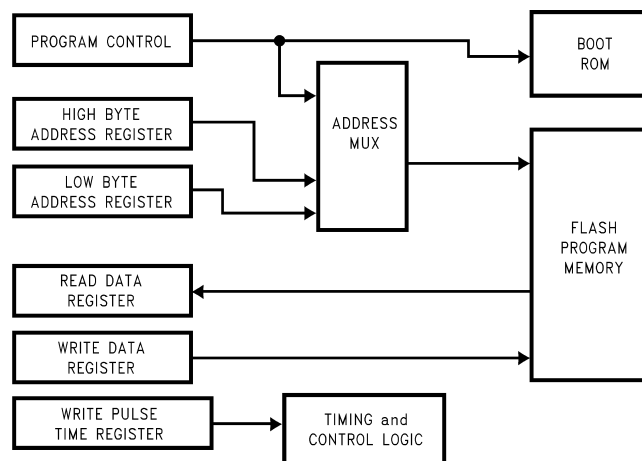 PROGRAM CONTROL
BOOT
ROM
HIGH BYTE
ADDRESS REGISTER
ADDRESS
MUX
LOW BYTE
ADDRESS REGISTER
FLASH
PROGRAM
MEMORY
READ DATA
REGISTER
WRITE DATA
REGISTER
WRITE PULSE
TIME REGISTER
TIMING and
CONTROL LOGIC